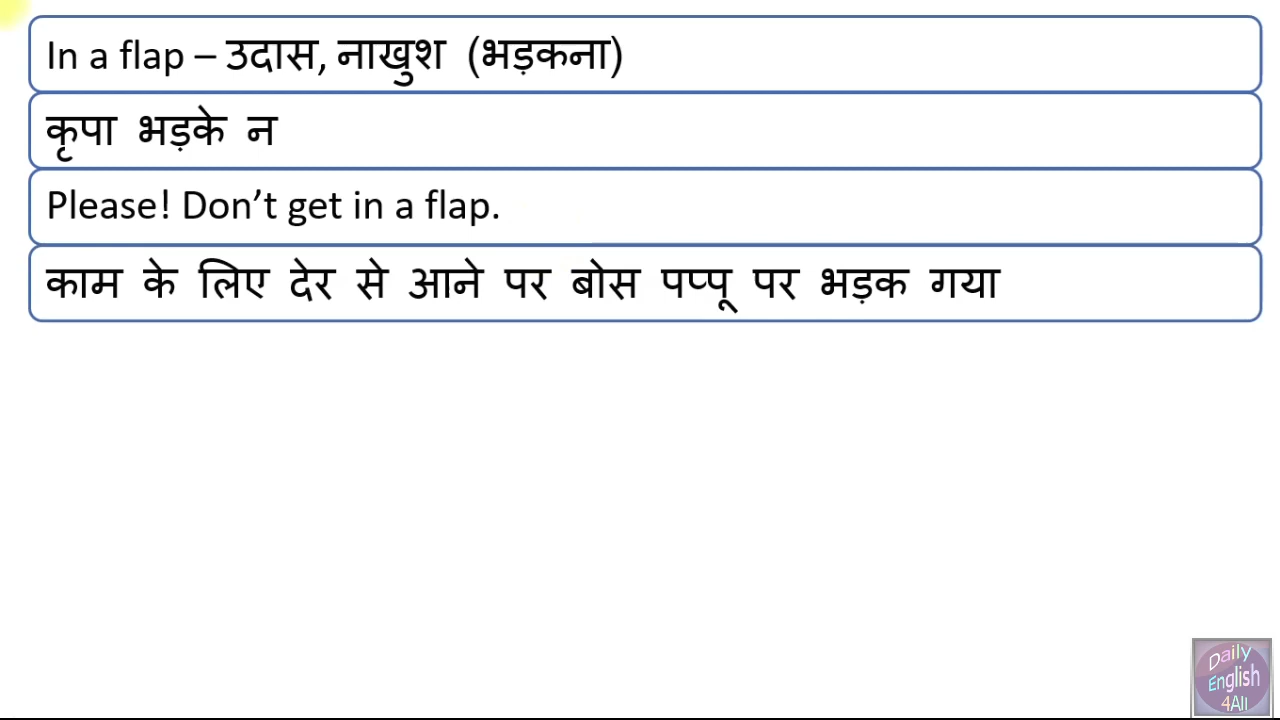 In a flap – उदास, नाखुश (भड़कना)
कृपा भड़के न
Please! Don’t get in a flap.
काम के लिए देर से आने पर बोस पप्पू पर भड़क गया
Daily
English
4All